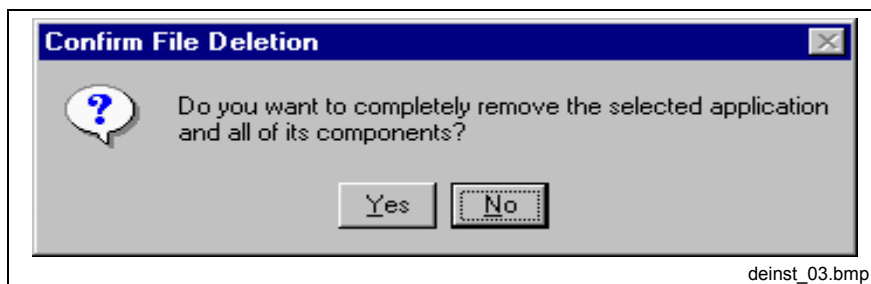 Confirm File Deletion
Do you want to completely remove the selected application
and all of its components?
Yes No
deinst_03.bmp